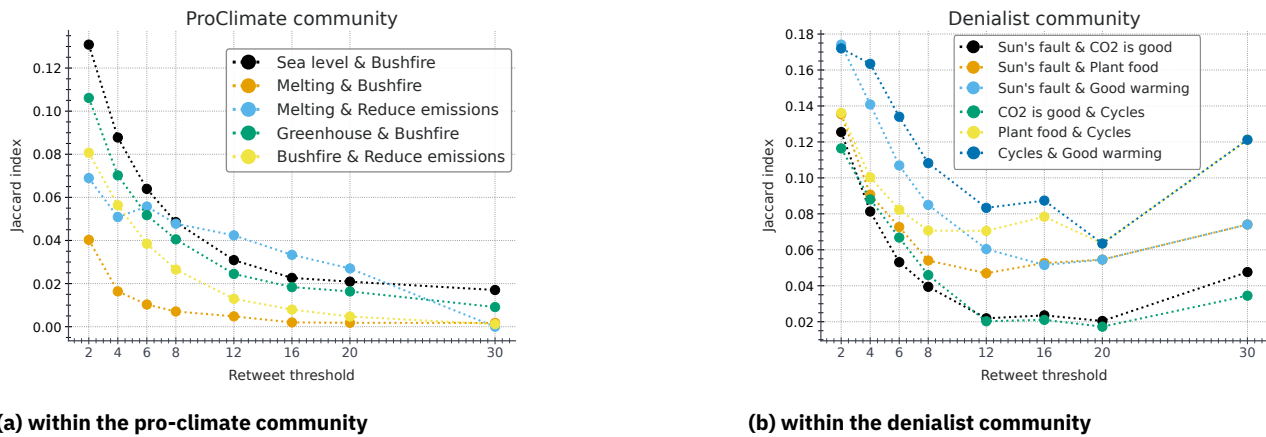 ProClimate community
Jaccard index
0.12
0.10
0.08
0.06
0.04
0.02
0.00
Sea level & Bushfire
Melting & Bushfire
Melting & Reduce emissions
Greenhouse & Bushfire
Bushfire & Reduce emissions
2 4 6 8 12 16 20 30
Retweet threshold
(a) within the pro-climate community
Denialist community
Jaccard index
0.18
0.16
0.14
0.12
0.10
0.08
0.06
0.04
0.02
Sun's fault & CO2 is good
Sun's fault & Plant food
Sun's fault & Good warming
CO2 is good & Cycles
Plant food & Cycles
Cycles & Good warming
2 4 6 8 12 16 20 30
Retweet threshold
(b) within the denialist community